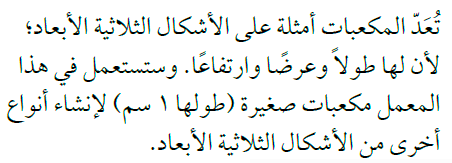 تُعَدّ المكعبات أمثلة على الأشكال الثلاثية الأبعاد؛
لأن لها طولاً وعرضًا وارتفاعًا. وستستعمل في هذا
المعمل مكعبات صغيرة (طولها ١ سم) لإنشاء أنواع
أخرى من الأشكال الثلاثية الأبعاد.